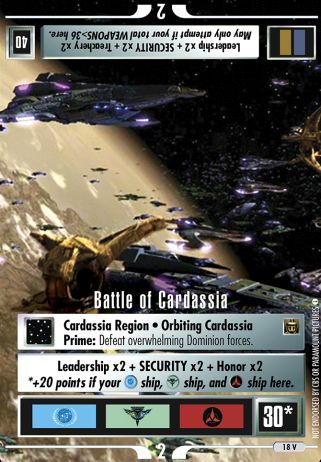 2
40
Leadership x2 + SECURITY x2 + Treachery x2
May only attempt if your total WEAPONS>36 here.
Battle of Cardassia
Cardassia Region • Orbiting Cardassia
Prime: Defeat overwhelming Dominion forces.
Leadership x2 + SECURITY x2 + Honor x2
*+20 points if your ship, ship, and ship here.
30*
2
18 V
NOT ENDORSED BY CBS OR PARAMOUNT PICTURES